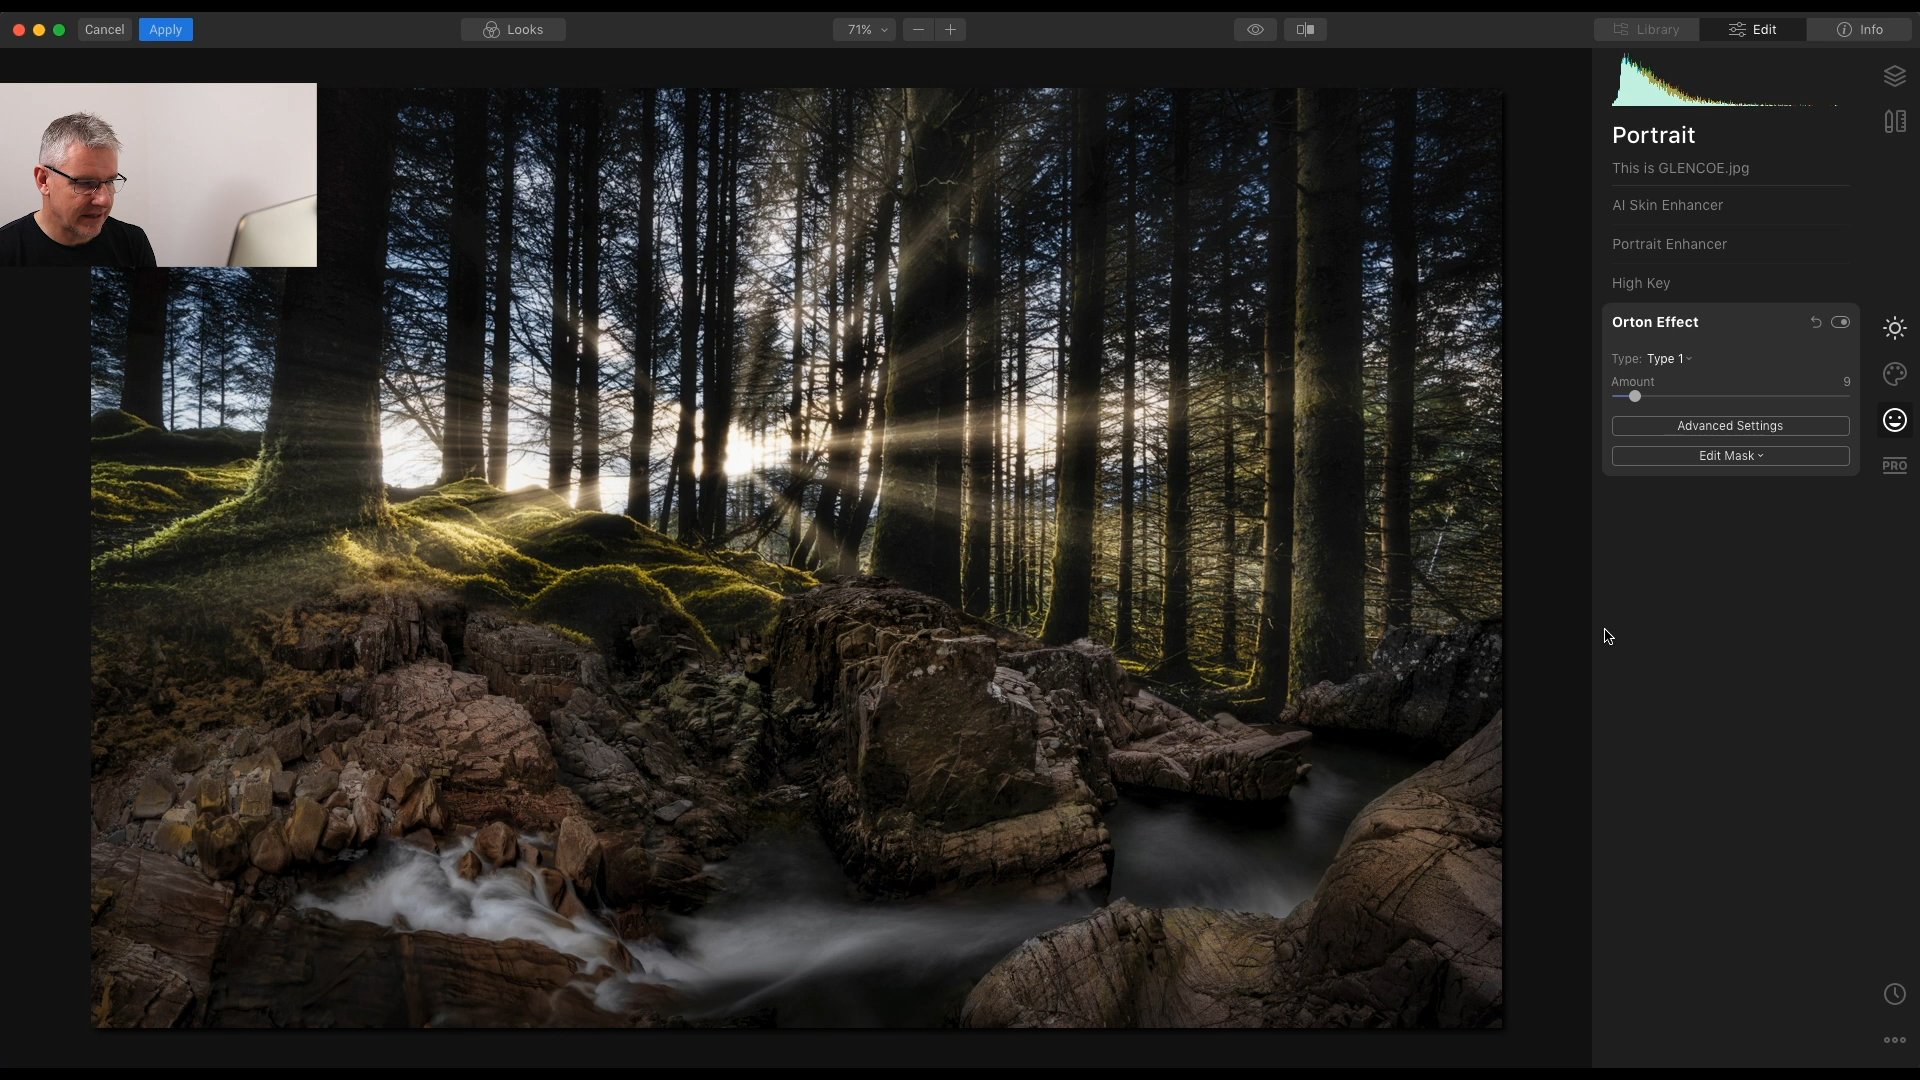 Cancel
Apply
Looks
71%
Library
Edit
Info
Portrait
This is GLENCOE.jpg
AI Skin Enhancer
Portrait Enhancer
High Key
Orton Effect
Type: Type 1
Amount 9
Advanced Settings
Edit Mask
PRO